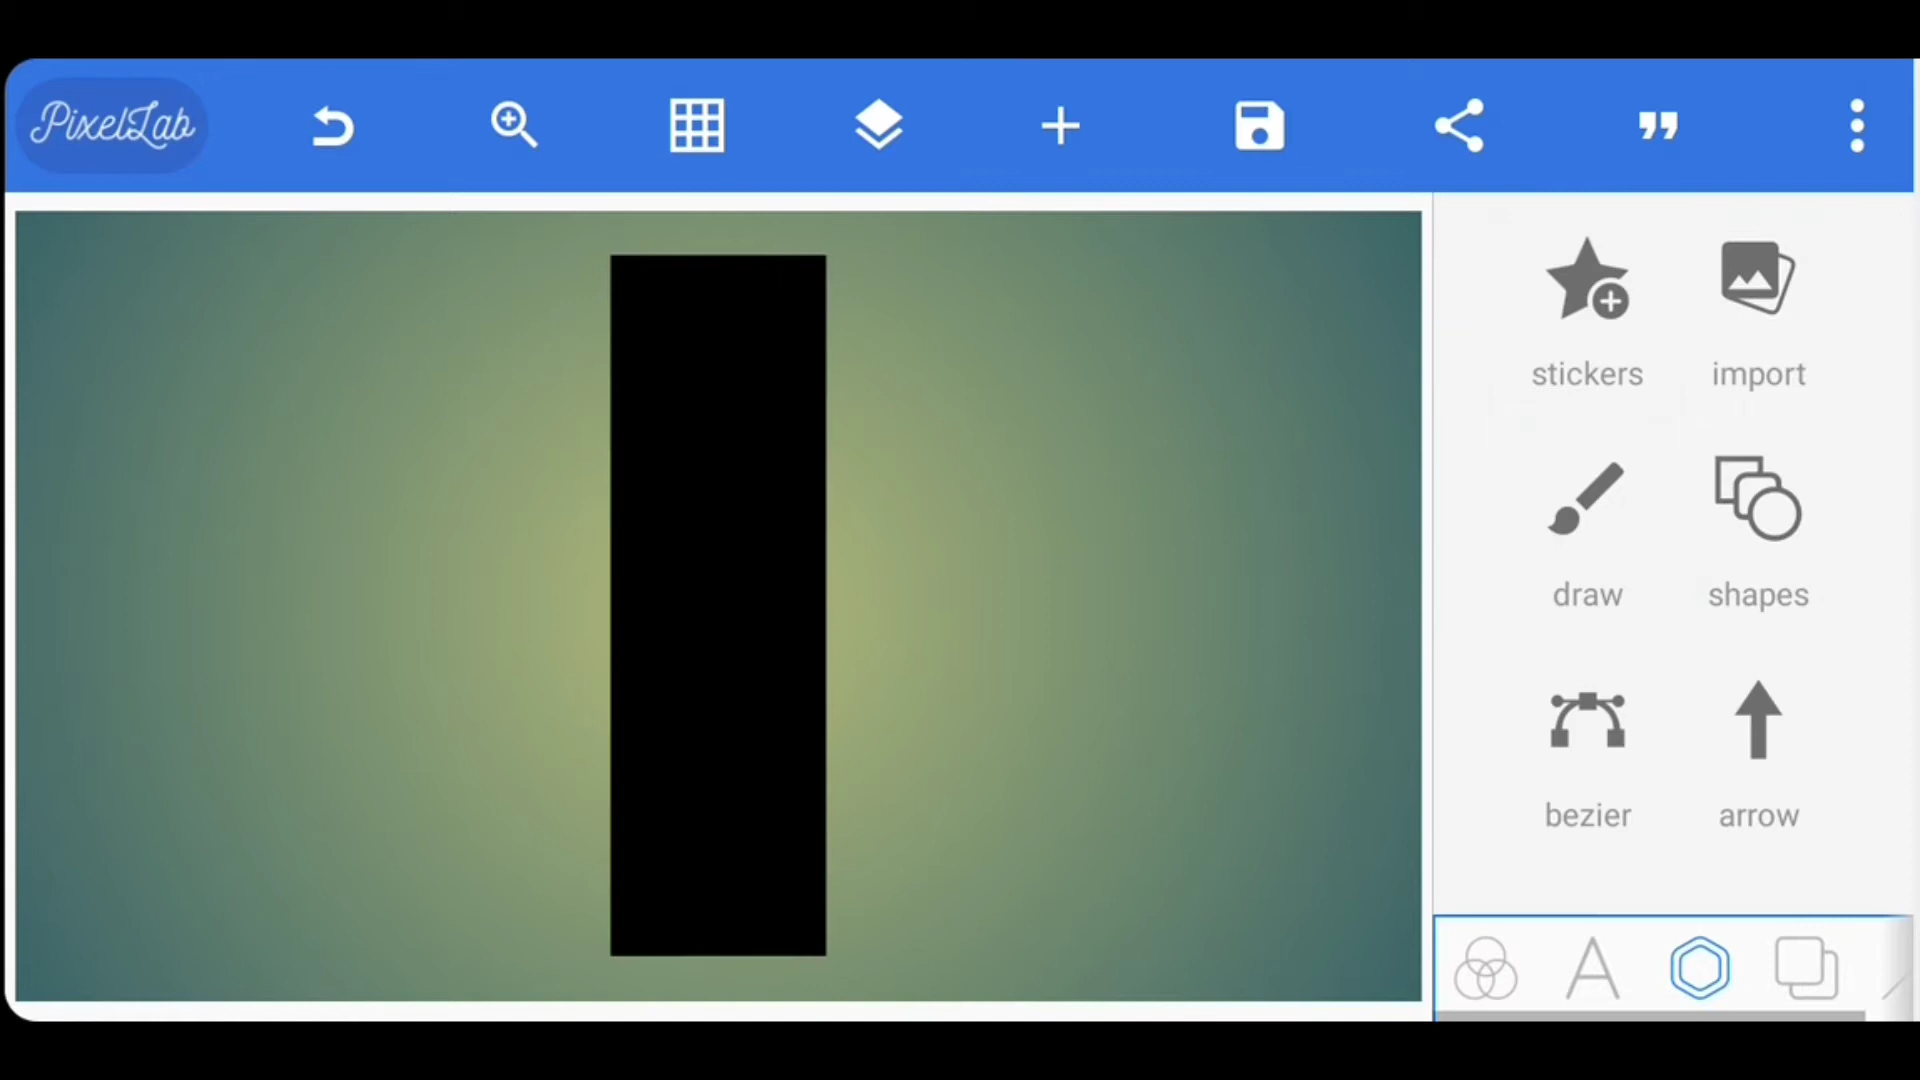 PixelLab
stickers
import
draw
shapes
bezier
arrow